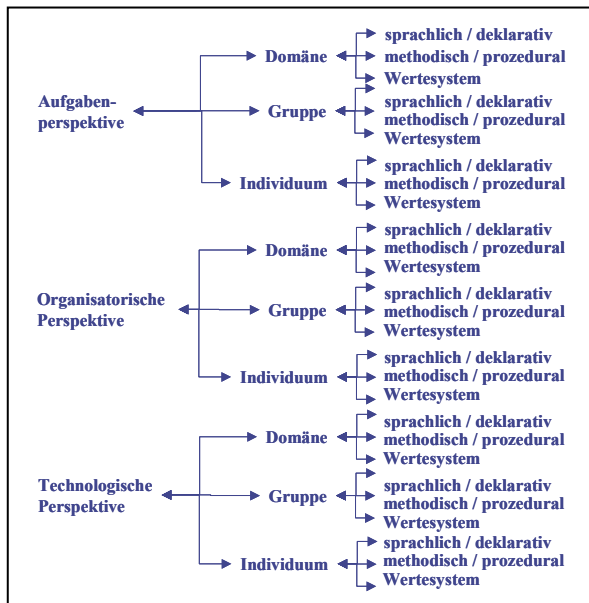 sprachlich / deklarativ
Domäne
methodisch / prozedural
Wertesystem
Aufgaben-
perspektive
sprachlich / deklarativ
Gruppe
methodisch / prozedural
Wertesystem
sprachlich / deklarativ
Individuum
methodisch / prozedural
Wertesystem
sprachlich / deklarativ
Domäne
methodisch / prozedural
Wertesystem
Organisatorische
Perspektive
sprachlich / deklarativ
Gruppe
methodisch / prozedural
Wertesystem
sprachlich / deklarativ
Individuum
methodisch / prozedural
Wertesystem
sprachlich / deklarativ
Domäne
methodisch / prozedural
Wertesystem
Technologische
Perspektive
sprachlich / deklarativ
Gruppe
methodisch / prozedural
Wertesystem
sprachlich / deklarativ
Individuum
methodisch / prozedural
Wertesystem